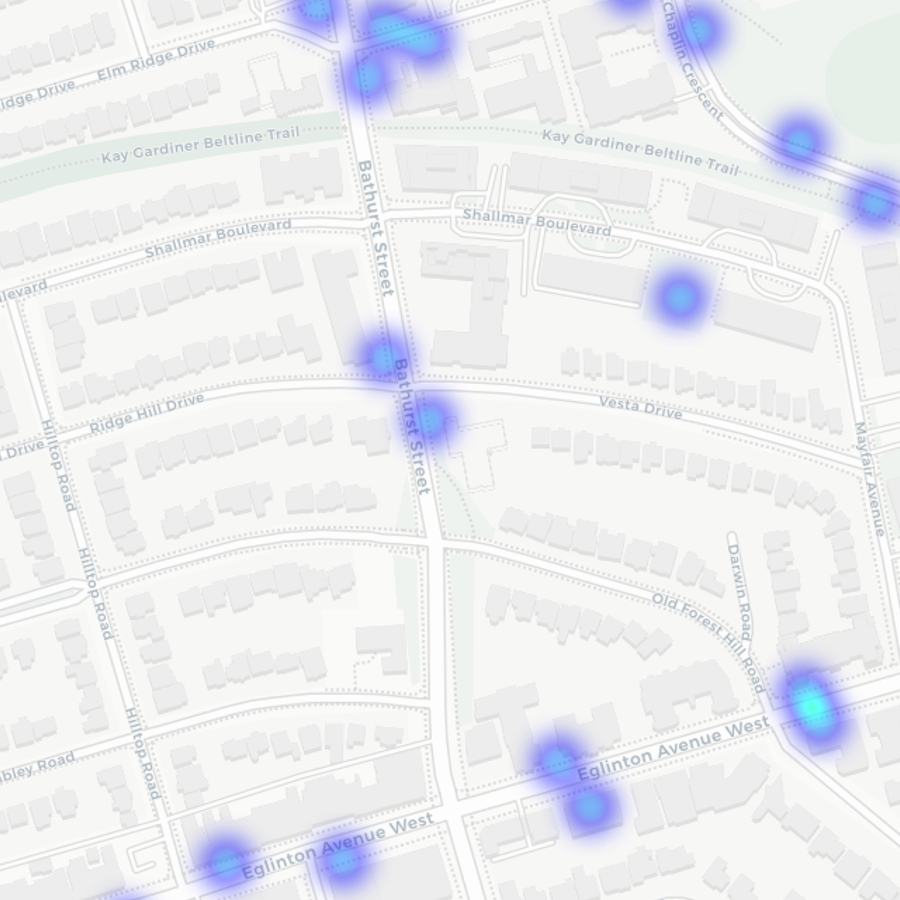 Chaplin Crescent
Elm Ridge Drive
idge Drive
Kay Gardiner Beltline Trail
Kay Gardiner Beltline Trail
Bathurst Street
Shallmar Boulevard
Shallmar Boulevard
levard
Bathurst Street
Ridge Hill Drive
Vesta Drive
l Drive
Hilltop Road
Mayfair Avenue
Hilltop Road
Darwin Road
Old Forest Hill Road
Hilltop Road
Eglinton Avenue West
bley Road
Eglinton Avenue West